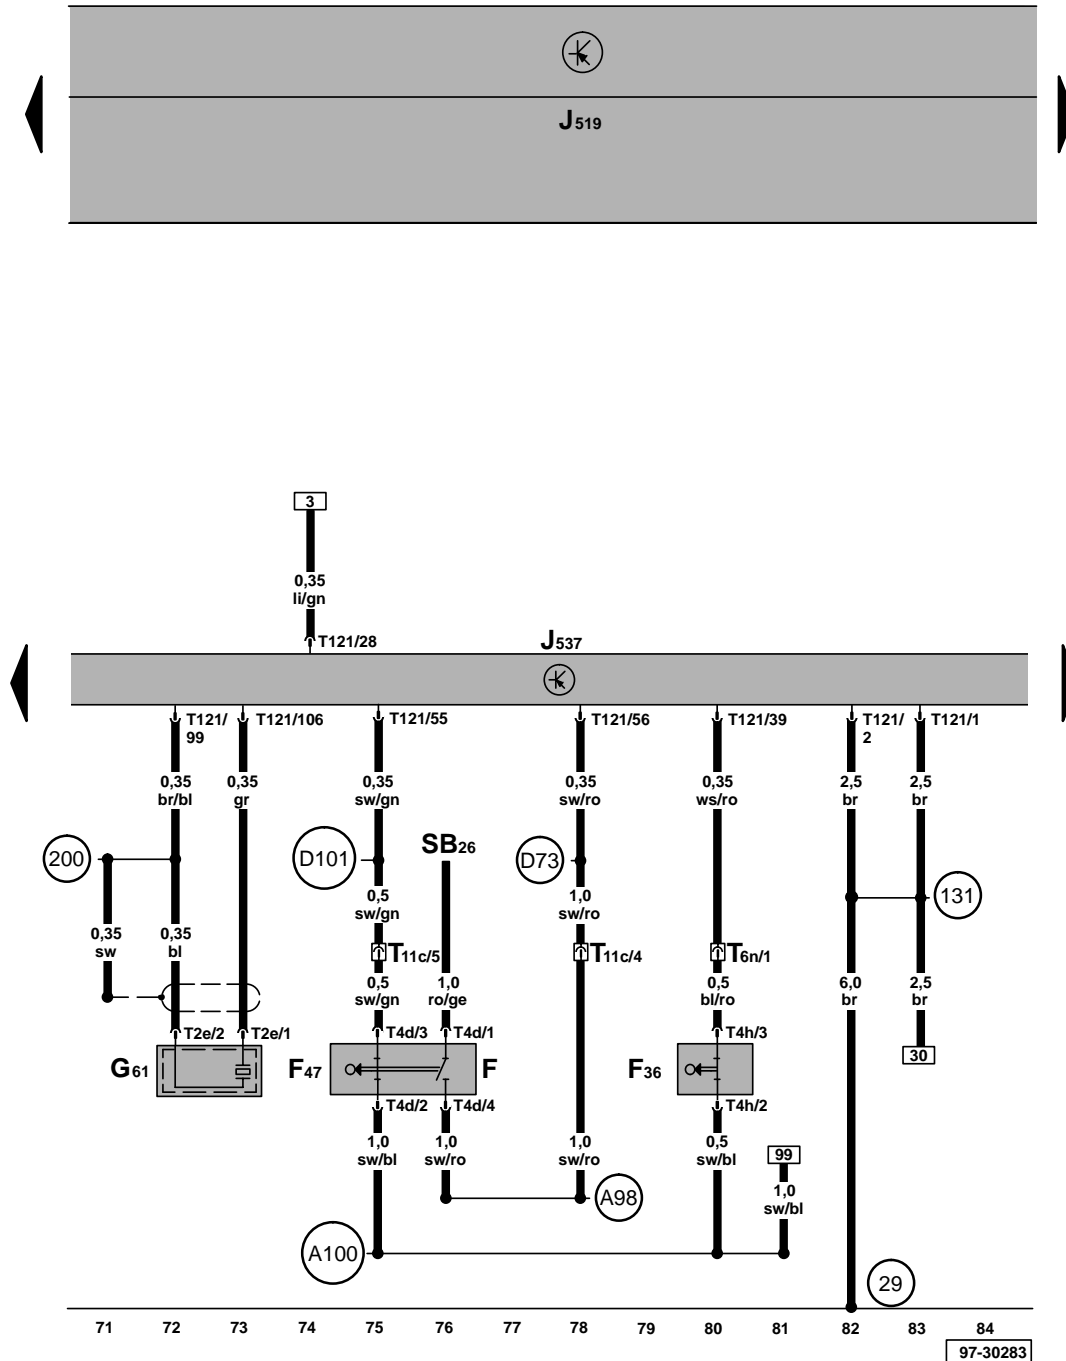 J519
3
0,35
li/gn
T121/28
J537
T121/
99
T121/106
T121/55
T121/56
T121/39
T121/
2
T121/1
0,35
br/bl
0,35
gr
0,35
sw/gn
0,35
sw/ro
0,35
ws/ro
2,5
br
2,5
br
200
D101
SB26
D73
131
0,5
sw/gn
1,0
sw/ro
0,35
sw
0,35
bl
T11c/5
T11c/4
T6n/1
0,5
sw/gn
1,0
ro/ge
0,5
bl/ro
6,0
br
2,5
br
T2e/2
T2e/1
T4d/3
T4d/1
T4h/3
30
G61
F47
F
F36
T4d/2
T4d/4
T4h/2
1,0
sw/bl
1,0
sw/ro
1,0
sw/ro
0,5
sw/bl
99
1,0
sw/bl
A98
A100
29
71 72 73 74 75 76 77 78 79 80 81 82 83 84
97-30283